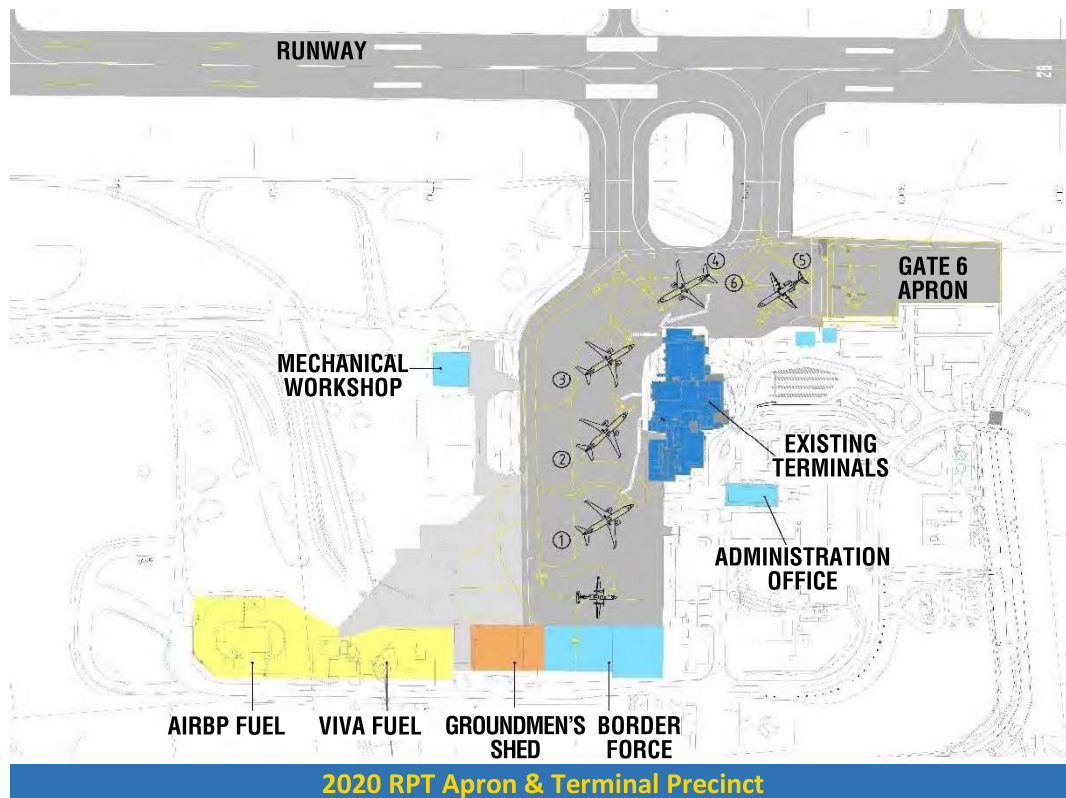 RUNWAY
28
4
5
6
GATE 6
APRON
MECHANICAL
WORKSHOP
3
EXISTING
TERMINALS
2
1
ADMINISTRATION
OFFICE
AIRBP FUEL
VIVA FUEL
GROUNDMEN'S
SHED
BORDER
FORCE
2020 RPT Apron & Terminal Precinct